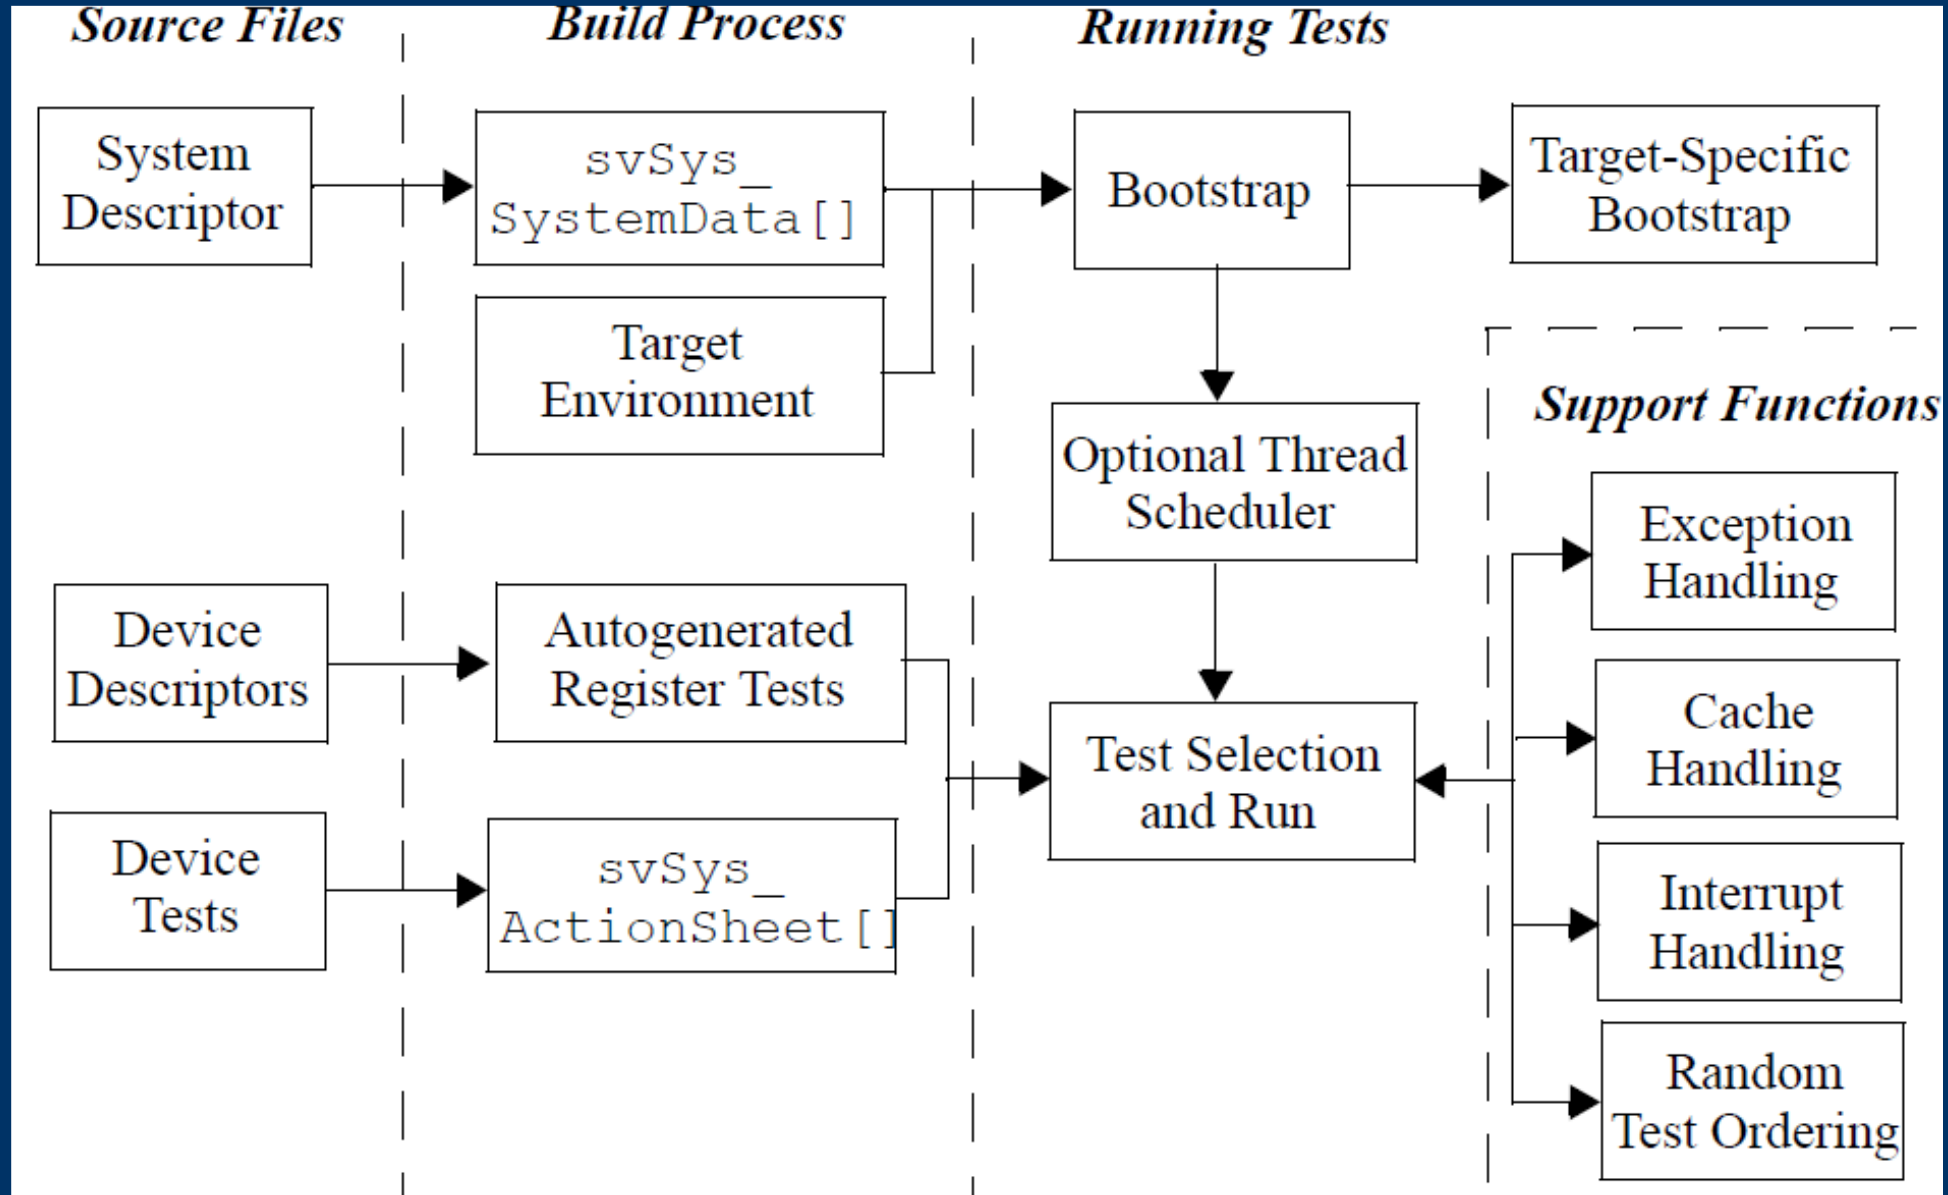 Source Files
Build Process
Running Tests
System
Descriptor
svSys_
SystemData[]
Bootstrap
Target-Specific
Bootstrap
Target
Environment
Optional Thread
Scheduler
Support Functions
Exception
Handling
Device
Descriptors
Autogenerated
Register Tests
Test Selection
and Run
Cache
Handling
Device
Tests
svSys_
ActionSheet[]
Interrupt
Handling
Random
Test Ordering